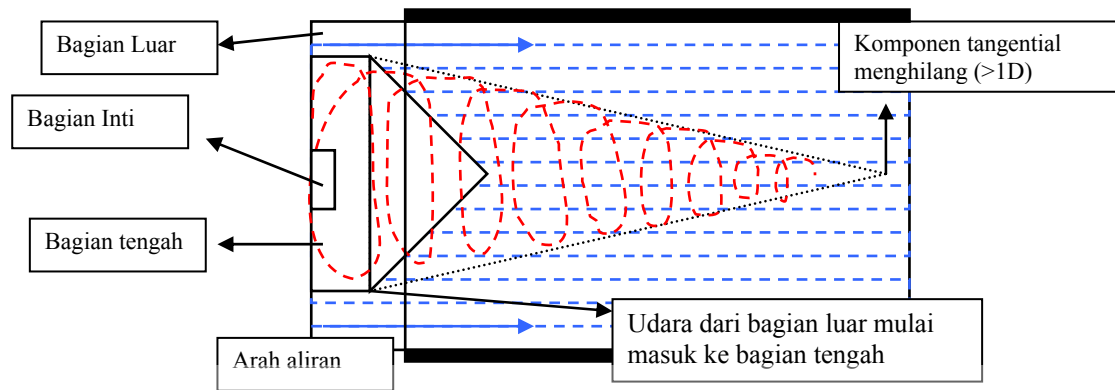 Bagian Luar
Komponen tangential
menghilang (>1D)
Bagian Inti
Bagian tengah
Udara dari bagian luar mulai
masuk ke bagian tengah
Arah aliran